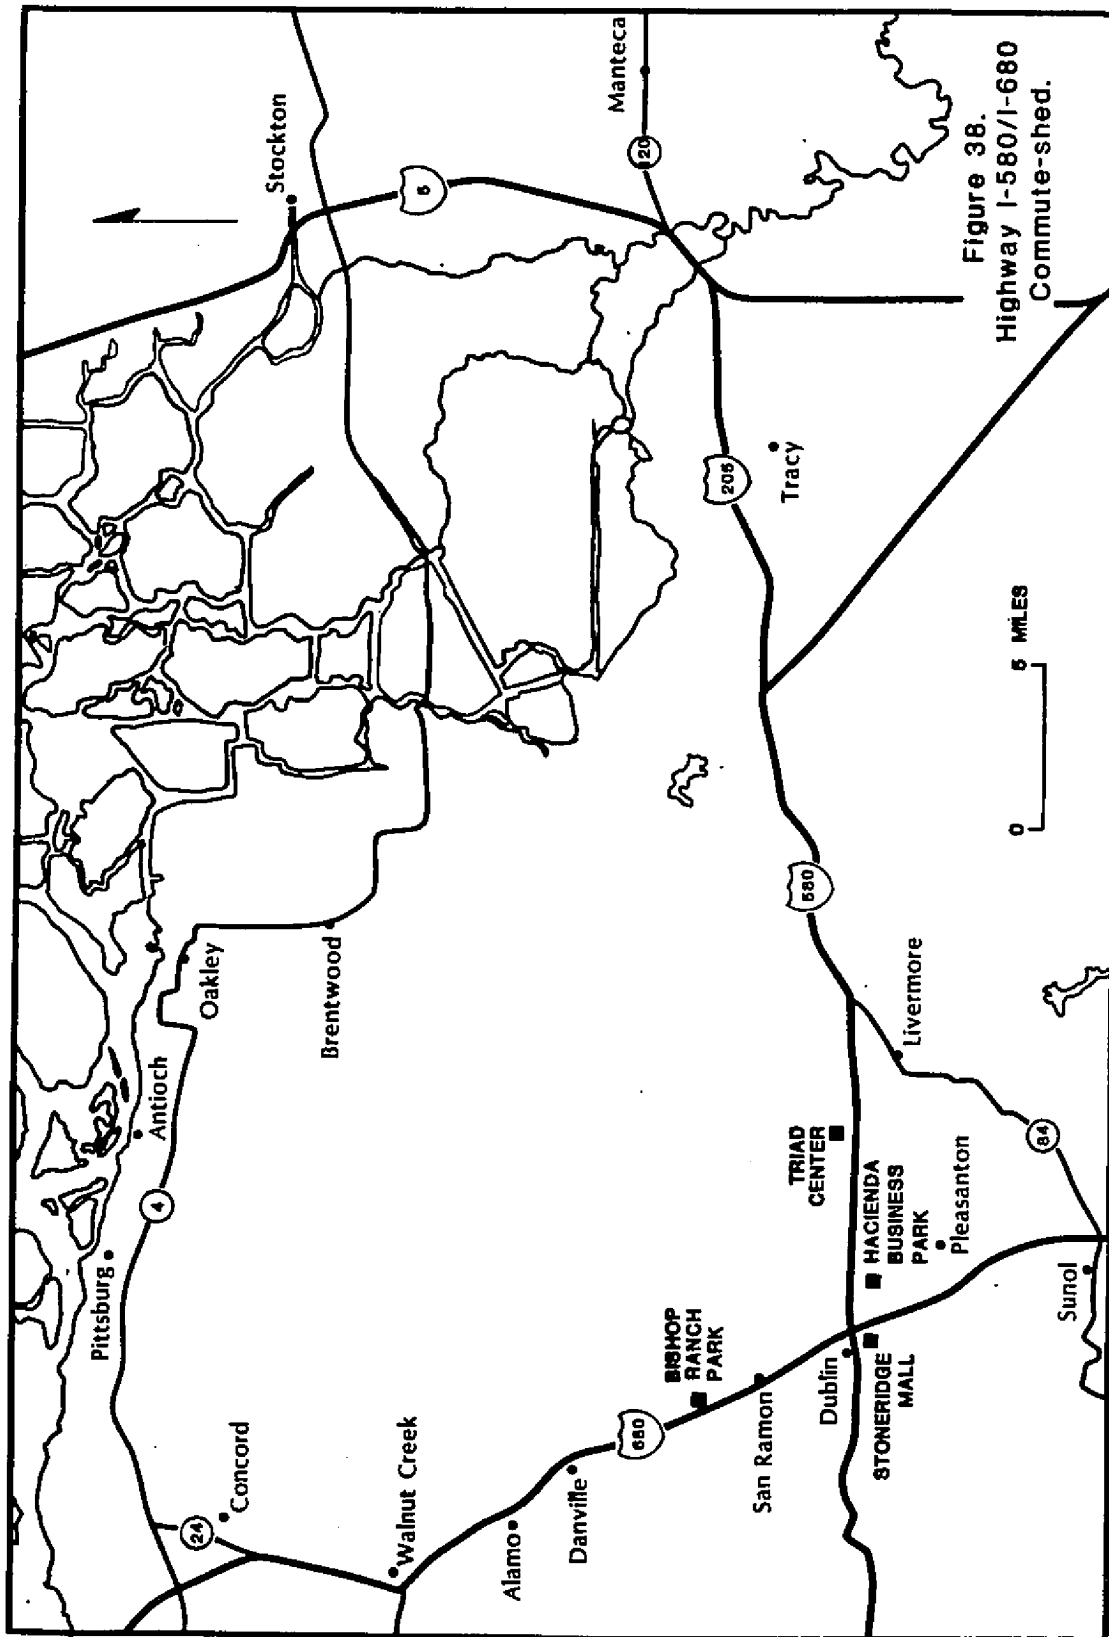 Stockton
5
Manteca
120
Figure 38.
Highway I-580/I-680
Commute-shed.
205
Tracy
0 5 MILES
580
Oakley
Brentwood
Antioch
4
Pittsburg
Livermore
84
TRIAD
CENTER
HACIENDA
BUSINESS
PARK
Pleasanton
Sunol
BISHOP
RANCH
PARK
Dublin
STONERIDGE
MALL
San Ramon
680
Danville
Alamo
Walnut Creek
Concord
24